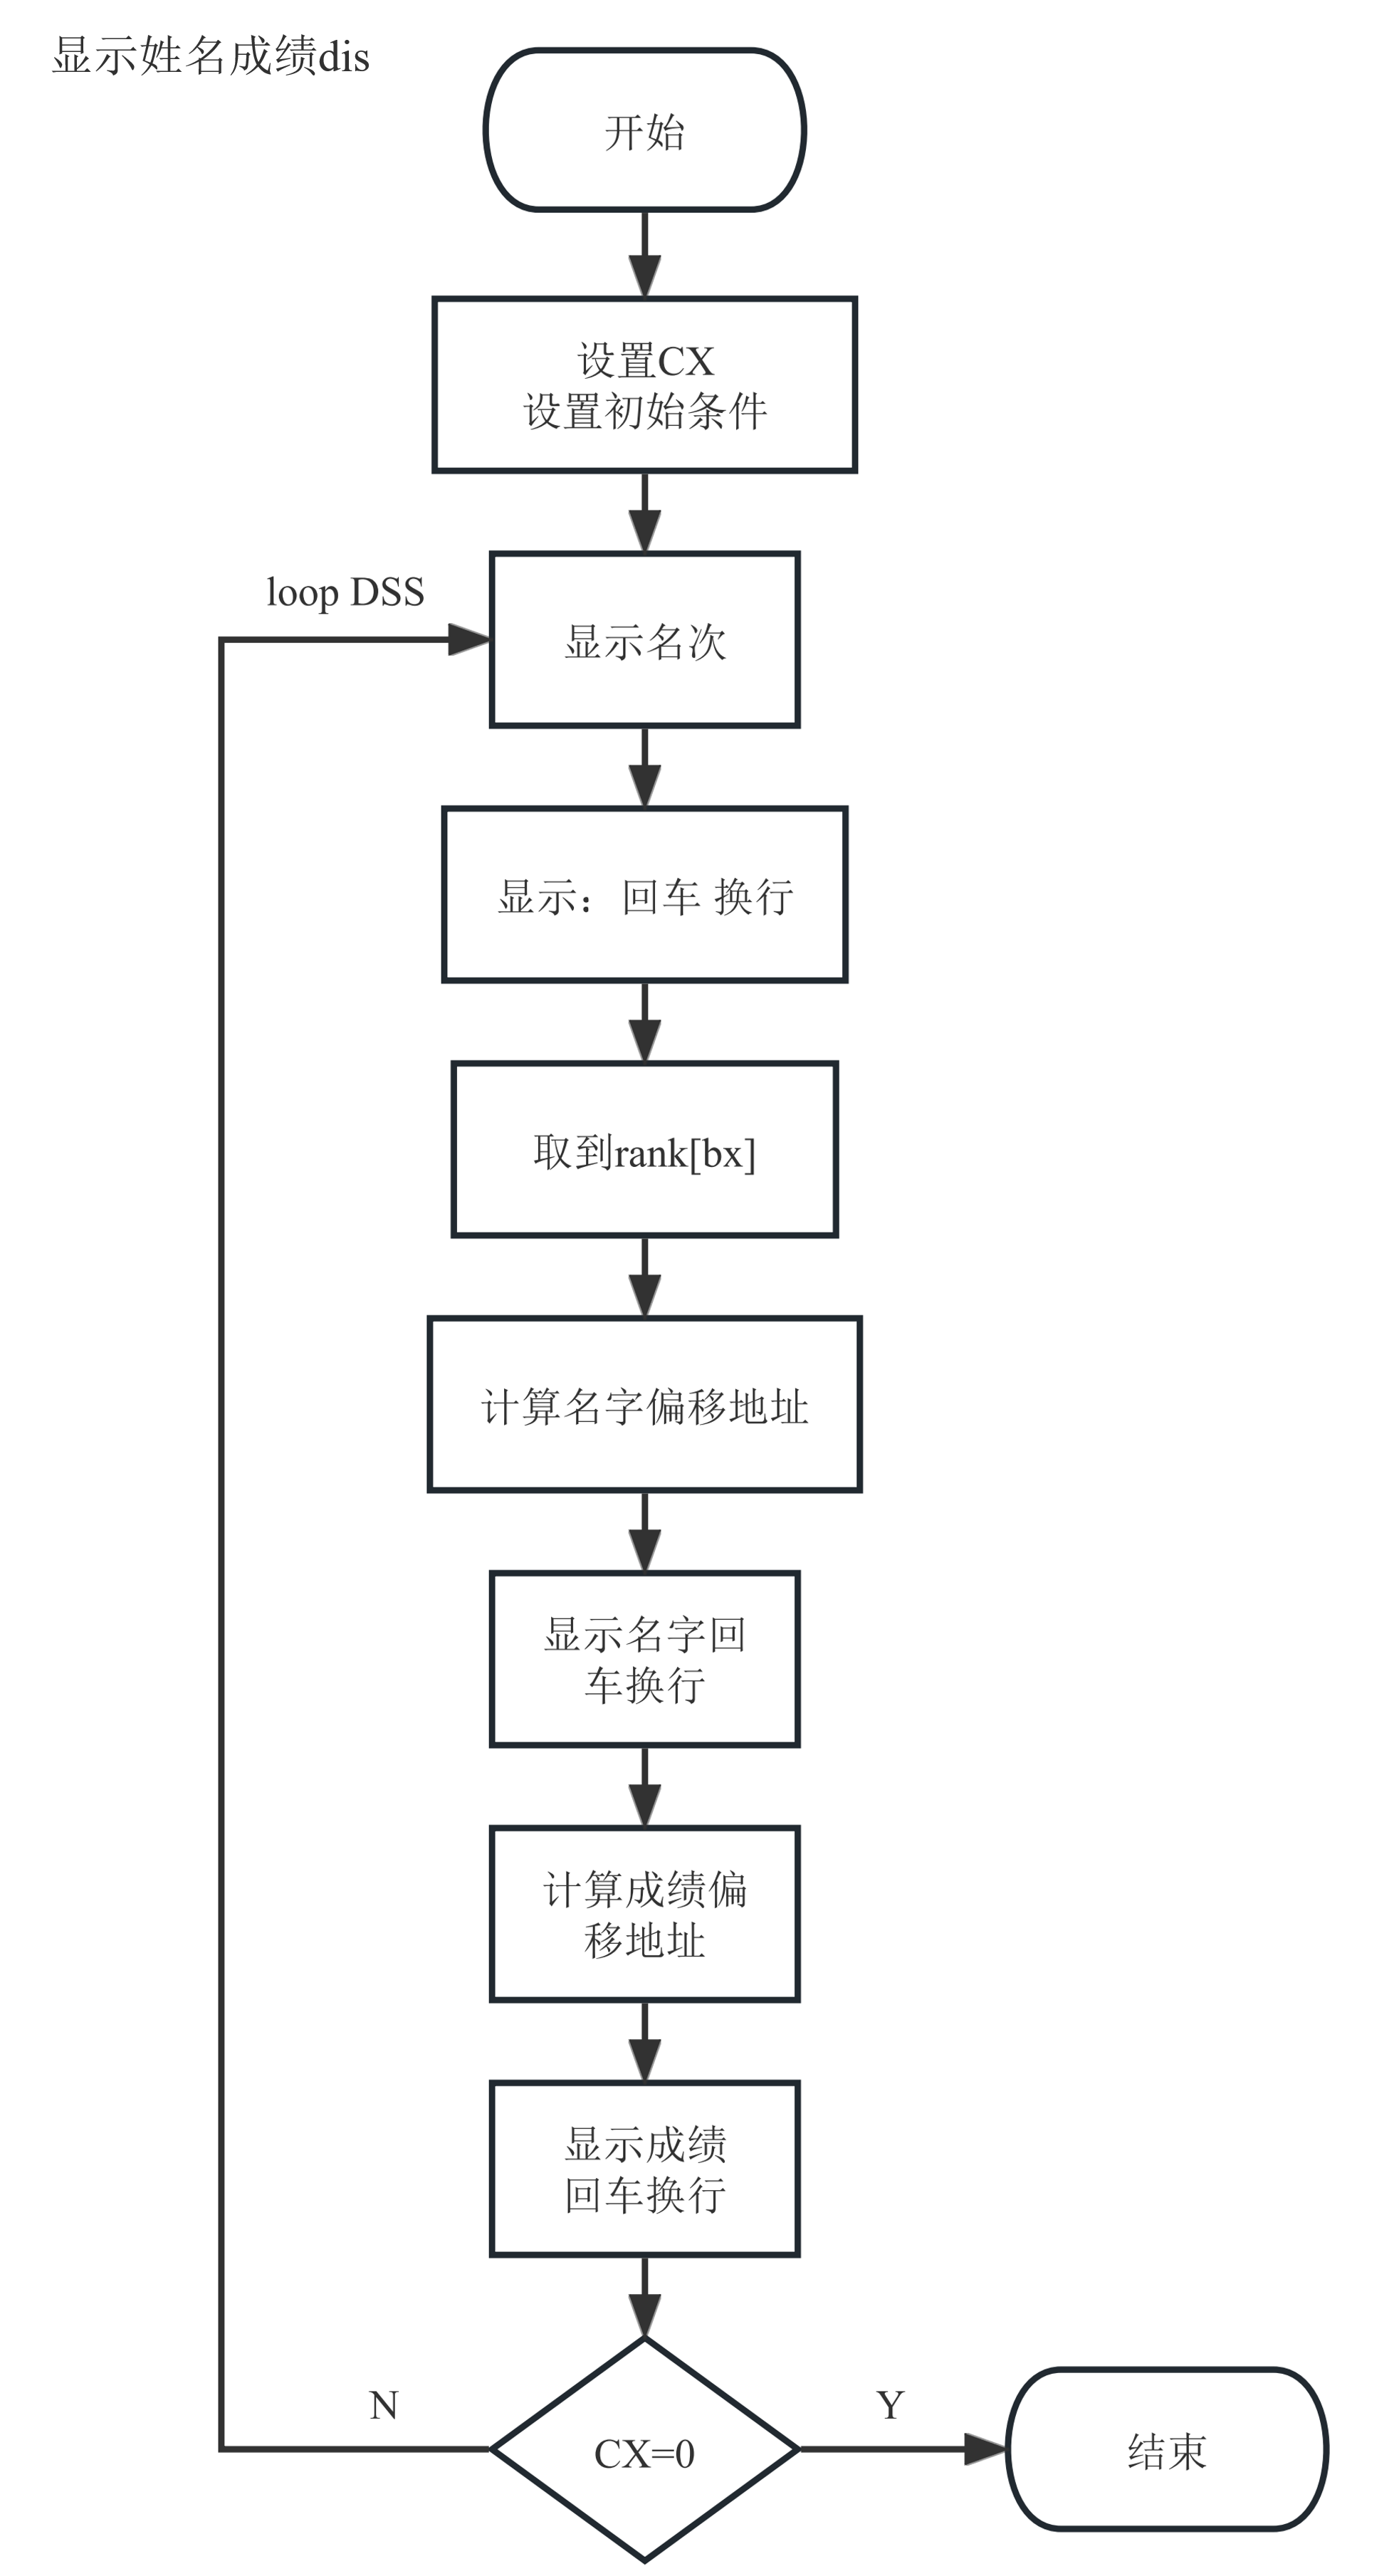 显示姓名成绩dis
开始
设置CX
设置初始条件
loop DSS
显示名次
显示：回车 换行
取到rank[bx]
计算名字偏移地址
显示名字回
车换行
计算成绩偏
移地址
显示成绩
回车换行
N
CX=0
Y
结束